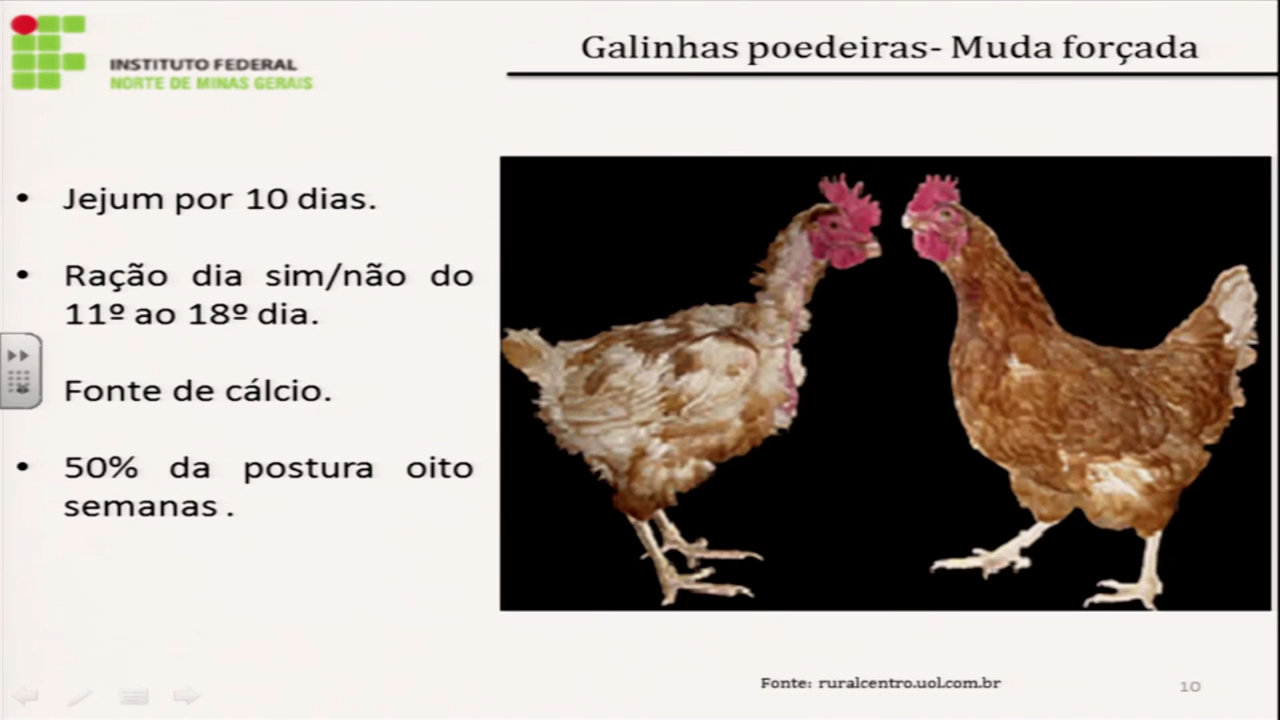 INSTITUTO FEDERAL
NORTE DE MINAS GERAIS
Galinhas poedeiras- Muda forçada
• Jejum por 10 dias.
• Ração dia sim/não do
11º ao 18º dia.
Fonte de cálcio.
• 50% da postura oito
semanas .
Fonte: ruralcentro.uol.com.br
10